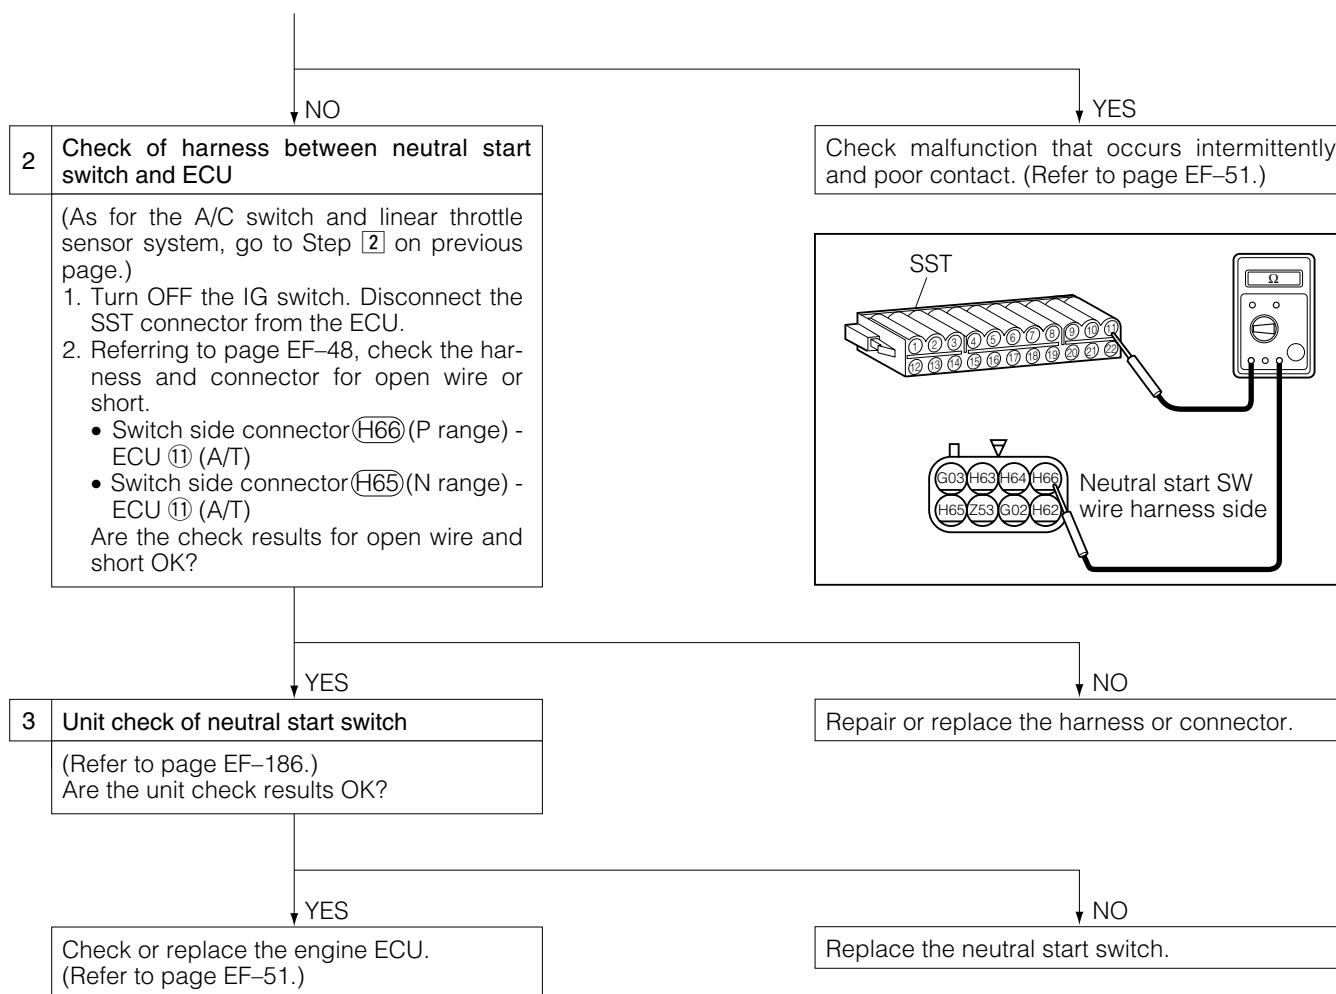 NO
YES
2
Check of harness between neutral start
switch and ECU
(As for the A/C switch and linear throttle
sensor system, go to Step 2 on previous
page.)
1. Turn OFF the IG switch. Disconnect the
SST connector from the ECU.
2. Referring to page EF–48, check the har-
ness and connector for open wire or
short.
• Switch side connector H66 (P range) -
ECU ⑪ (A/T)
• Switch side connector H65 (N range) -
ECU ⑪ (A/T)
Are the check results for open wire and
short OK?
Check malfunction that occurs intermittently
and poor contact. (Refer to page EF–51.)
SST
Ω
① ② ③ ④ ⑤ ⑥ ⑦ ⑧ ⑨ ⑩ ⑪
⑫ ⑬ ⑭ ⑮ ⑯ ⑰ ⑱ ⑲ ⑳ ㉑ ㉒
G03 H63 H64 H66
H65 Z53 G02 H62
Neutral start SW
wire harness side
YES
NO
3
Unit check of neutral start switch
(Refer to page EF–186.)
Are the unit check results OK?
Repair or replace the harness or connector.
YES
NO
Check or replace the engine ECU.
(Refer to page EF–51.)
Replace the neutral start switch.